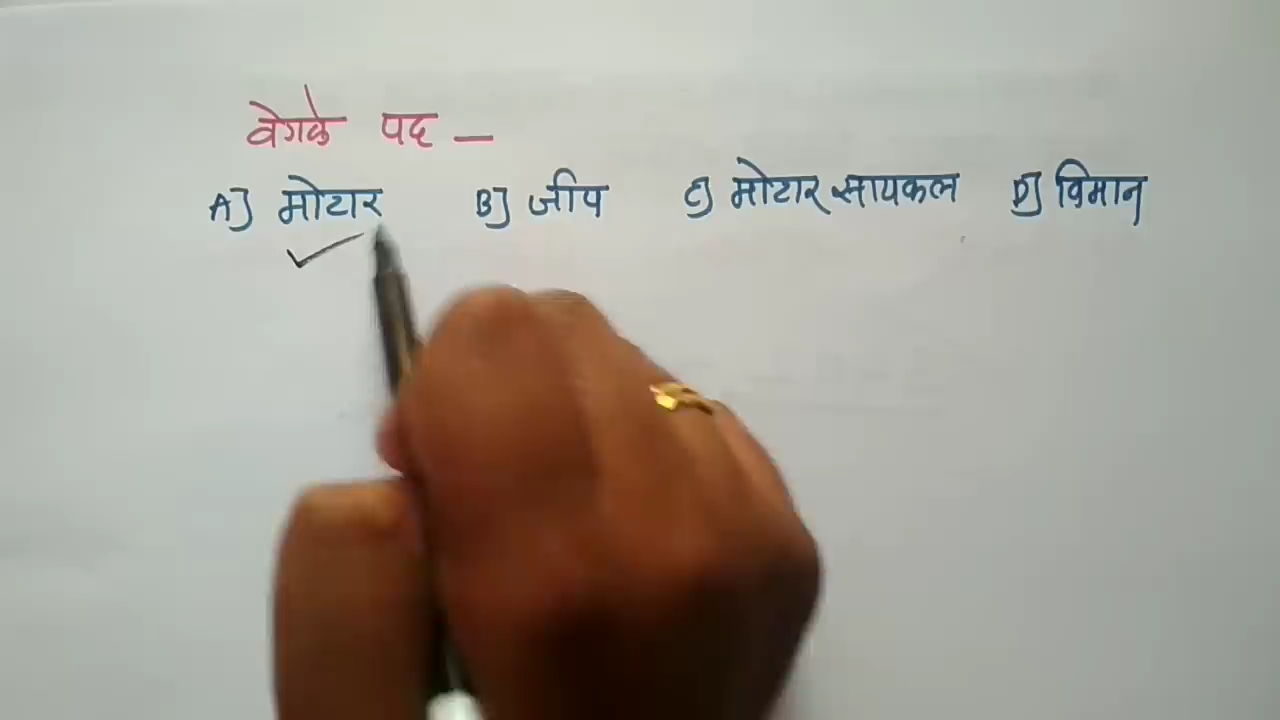 वेगळे पद -
A] मोटार B] जीप C] मोटार सायकल D] विमान